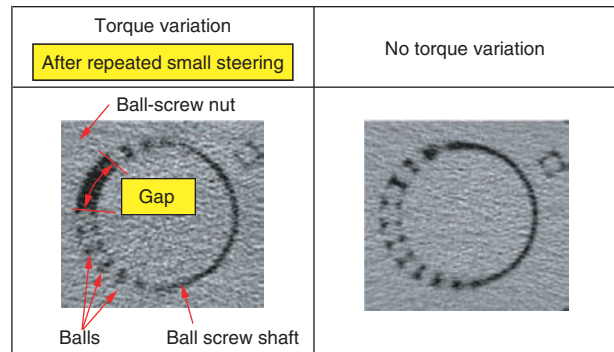 Torque variation
After repeated small steering
No torque variation
Ball-screw nut
Gap
Balls
Ball screw shaft